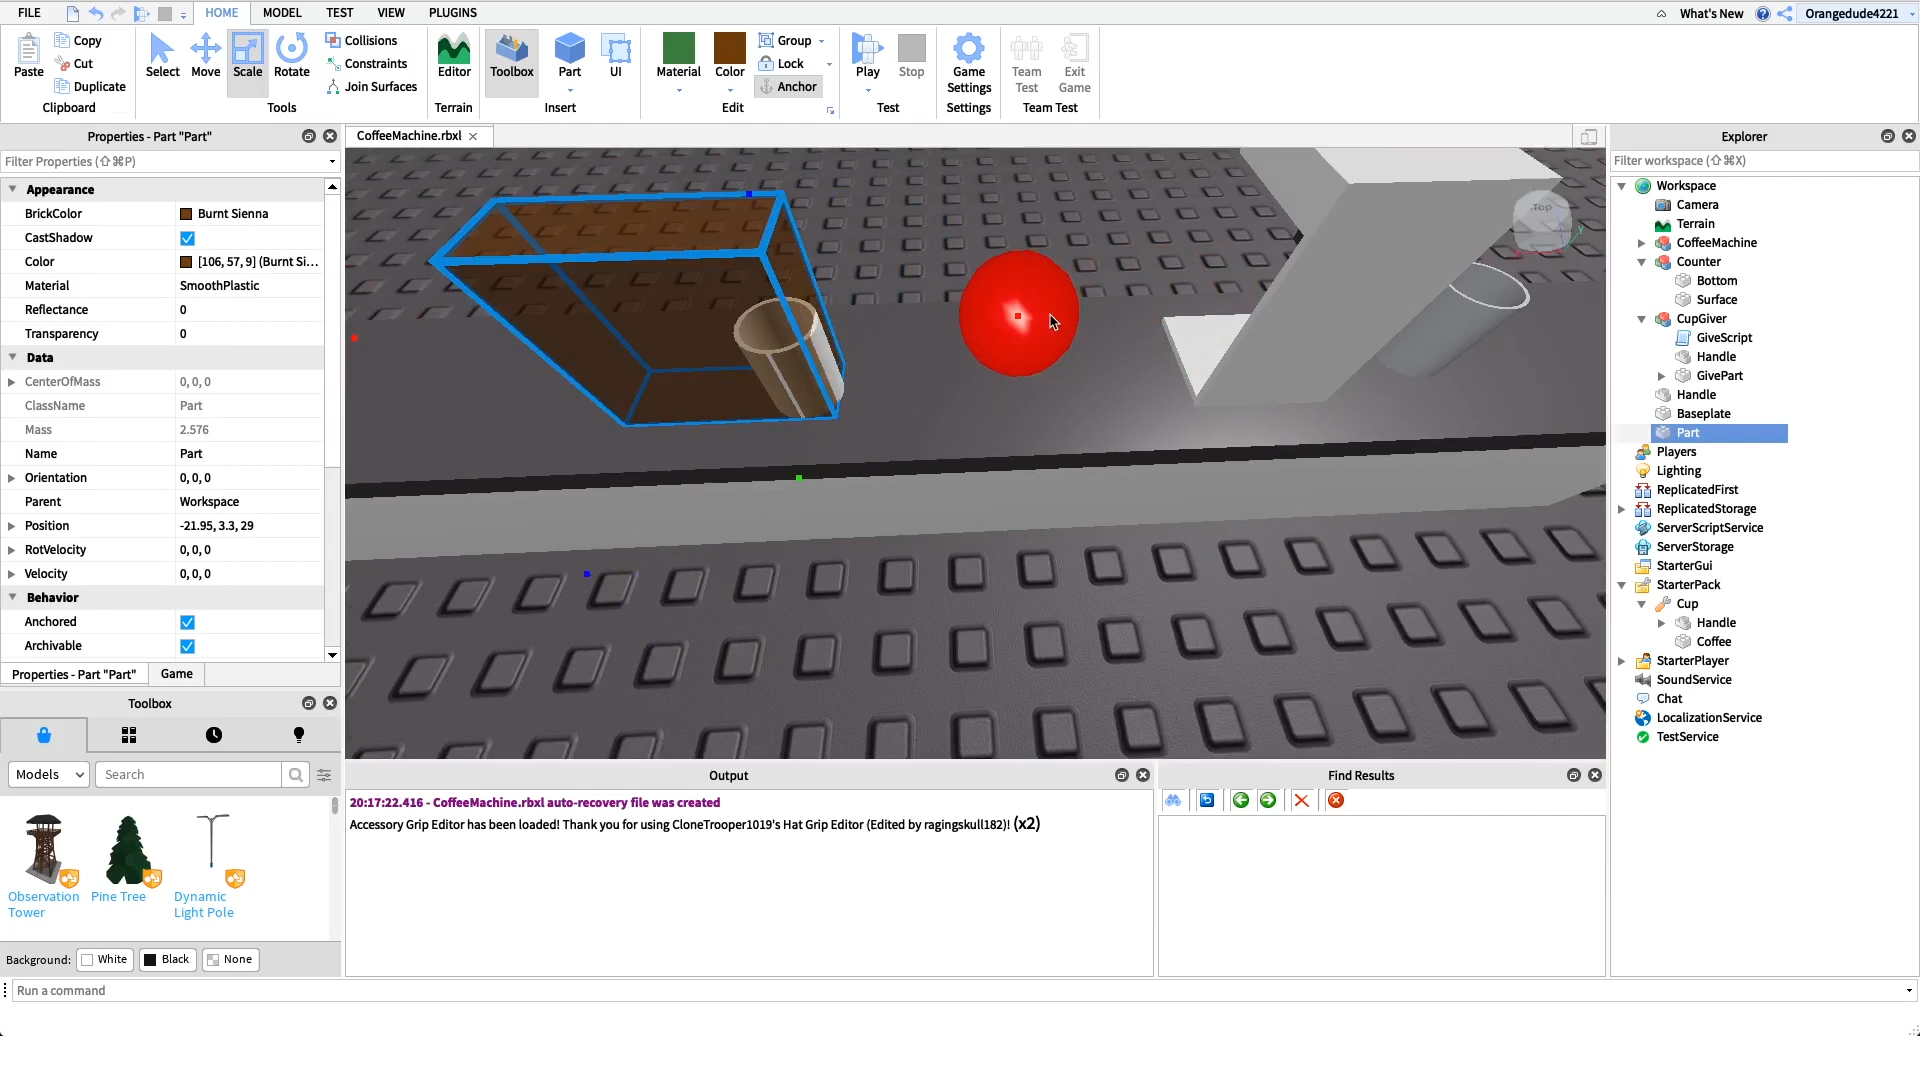 FILE
HOME
MODEL
TEST
VIEW
PLUGINS
What's New
Orangedude4221
Paste
Copy
Cut
Duplicate
Clipboard
Select
Move
Scale
Rotate
Collisions
Constraints
Join Surfaces
Tools
Editor
Terrain
Toolbox
Part
UI
Insert
Material
Color
Group
Lock
Anchor
Edit
Play
Stop
Test
Game
Settings
Settings
Team
Test
Exit
Game
Team Test
Properties - Part "Part"
Filter Properties (⇧⌘P)
Appearance
BrickColor Burnt Sienna
CastShadow
Color [106, 57, 9] (Burnt Si...
Material SmoothPlastic
Reflectance 0
Transparency 0
Data
CenterOfMass 0, 0, 0
ClassName Part
Mass 2.576
Name Part
Orientation 0, 0, 0
Parent Workspace
Position -21.95, 3.3, 29
RotVelocity 0, 0, 0
Velocity 0, 0, 0
Behavior
Anchored
Archivable
Properties - Part "Part"
Game
Toolbox
Models
Search
Observation
Tower
Pine Tree
Dynamic
Light Pole
Background: White Black None
Run a command
CoffeeMachine.rbxl
Top
Y
Output
20:17:22.416 - CoffeeMachine.rbxl auto-recovery file was created
Accessory Grip Editor has been loaded! Thank you for using CloneTrooper1019's Hat Grip Editor (Edited by ragingskull182)! (x2)
Find Results
Explorer
Filter workspace (⇧⌘X)
Workspace
Camera
Terrain
CoffeeMachine
Counter
Bottom
Surface
CupGiver
GiveScript
Handle
GivePart
Handle
Baseplate
Part
Players
Lighting
ReplicatedFirst
ReplicatedStorage
ServerScriptService
ServerStorage
StarterGui
StarterPack
Cup
Handle
Coffee
StarterPlayer
SoundService
Chat
LocalizationService
TestService